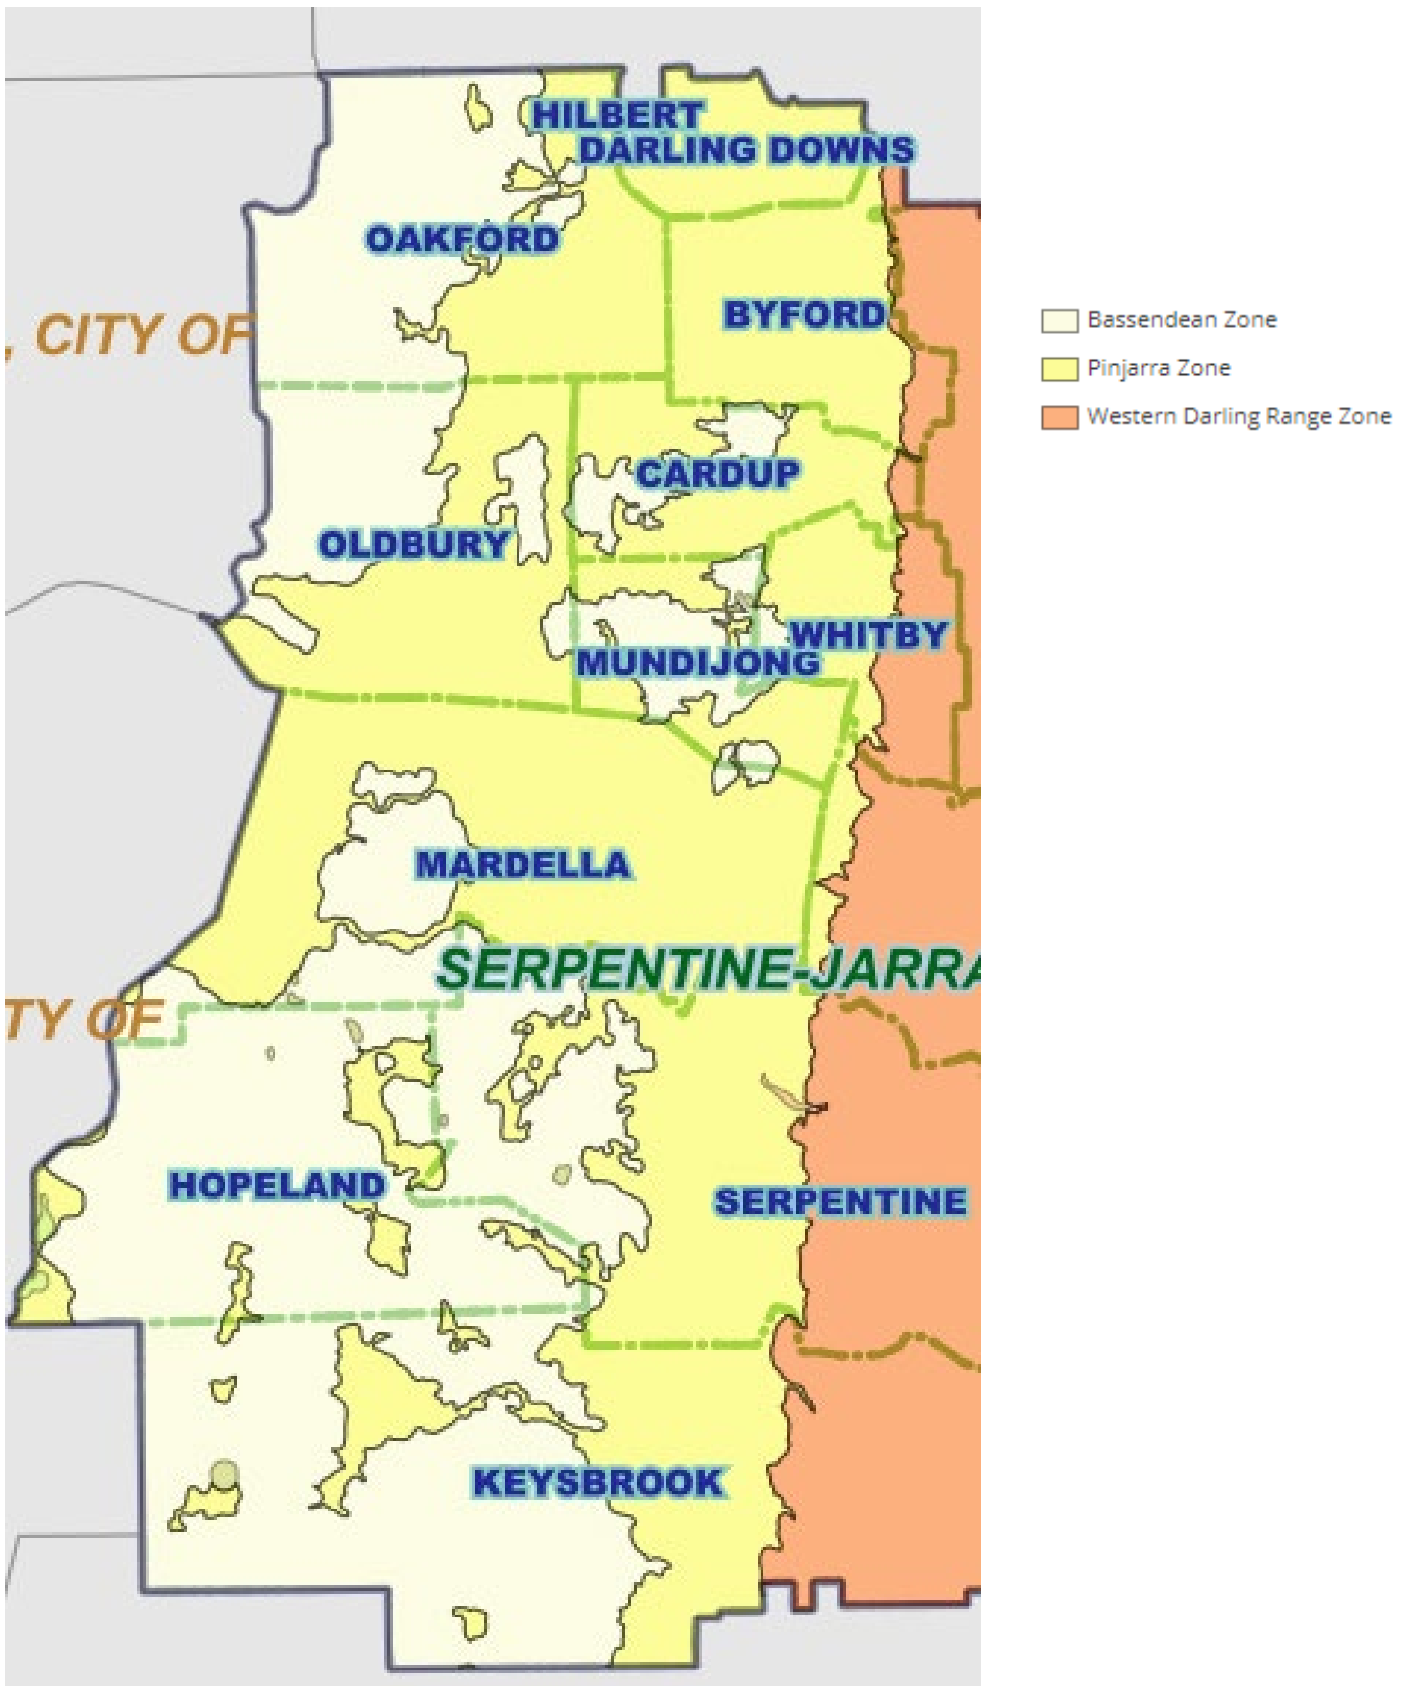 HILBERT
DARLING DOWNS
OAKFORD
BYFORD
, CITY OF
Bassendean Zone
Pinjarra Zone
Western Darling Range Zone
CARDUP
OLDBURY
WHITBY
MUNDIJONG
MARDELLA
SERPENTINE-JARRA
TY OF
HOPELAND
SERPENTINE
KEYSBROOK